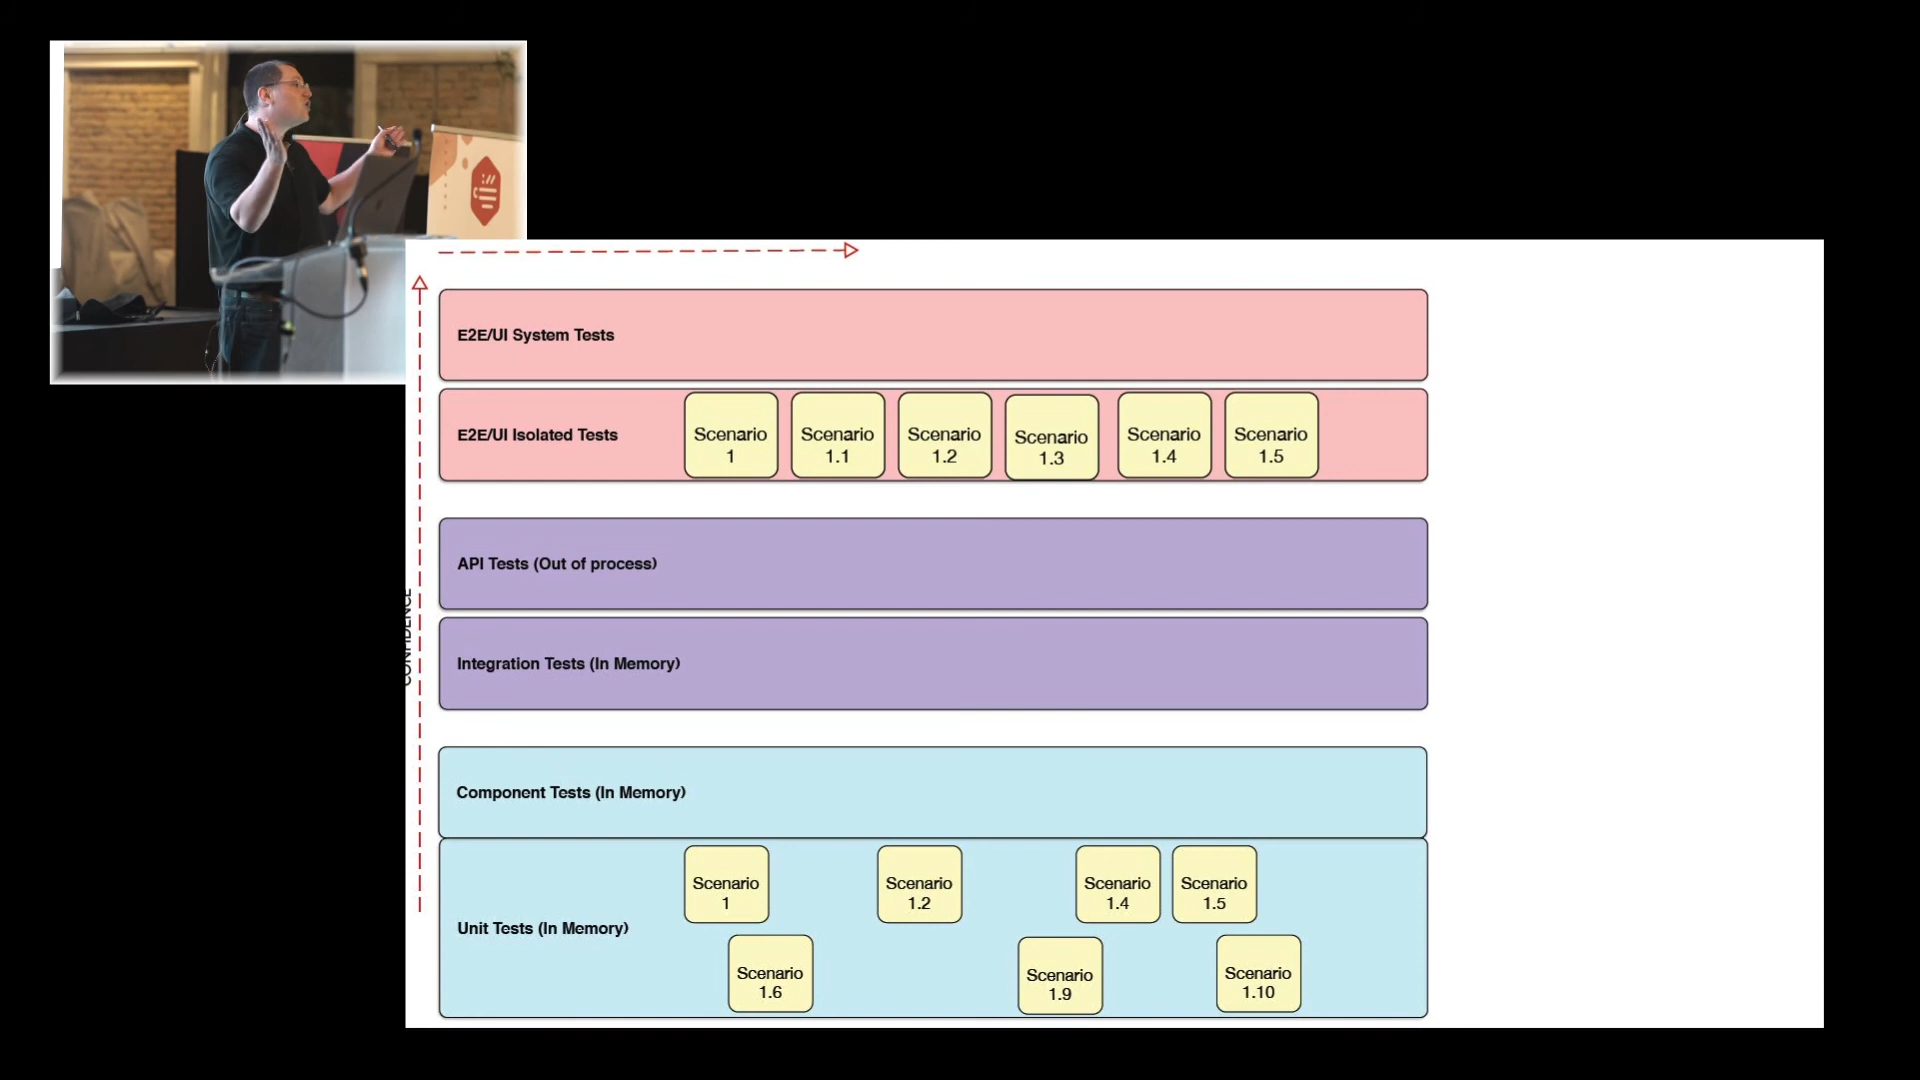 E2E/UI System Tests
E2E/UI Isolated Tests
Scenario
1
Scenario
1.1
Scenario
1.2
Scenario
1.3
Scenario
1.4
Scenario
1.5
API Tests (Out of process)
CONFIDENCE
Integration Tests (In Memory)
Component Tests (In Memory)
Unit Tests (In Memory)
Scenario
1
Scenario
1.2
Scenario
1.4
Scenario
1.5
Scenario
1.6
Scenario
1.9
Scenario
1.10